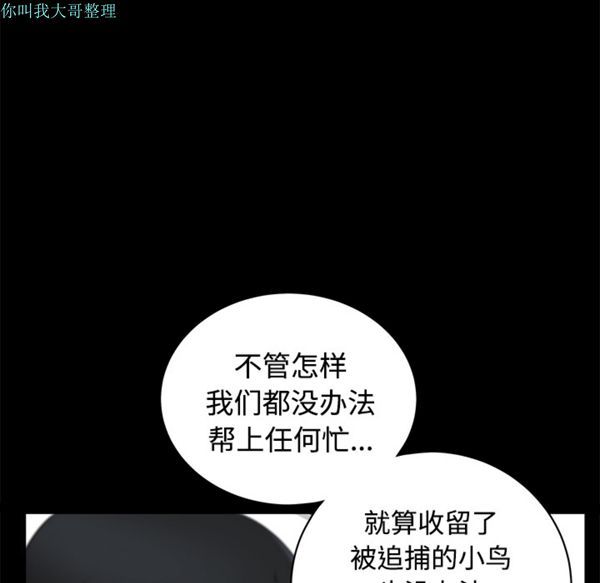 你叫我大哥整理
不管怎样
我们都没办法
帮上任何忙...
就算收留了
被追捕的小鸟